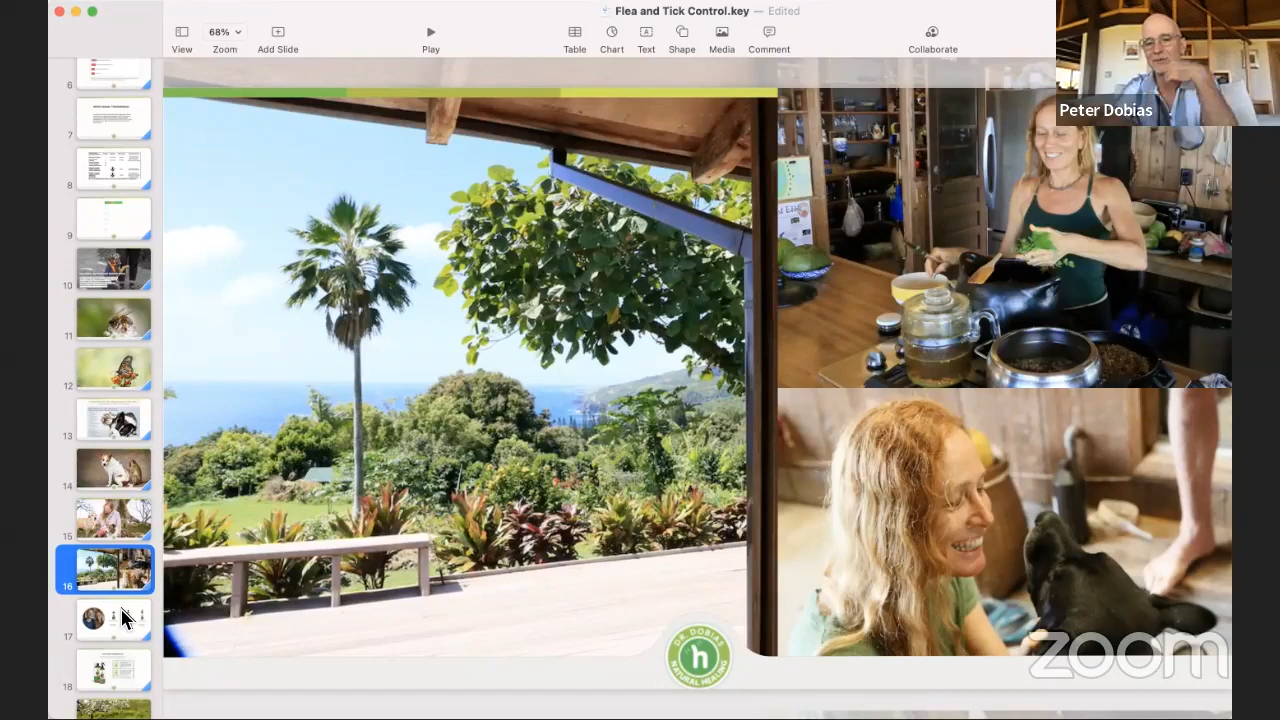 Flea and Tick Control.key — Edited
68%
View
Zoom
Add Slide
Play
Table
Chart
Text
Shape
Media
Comment
Collaborate
Peter Dobias
6
7
8
9
10
11
12
13
14
15
16
17
18
DR. DOBIAS
h
NATURAL HEALING
zoom